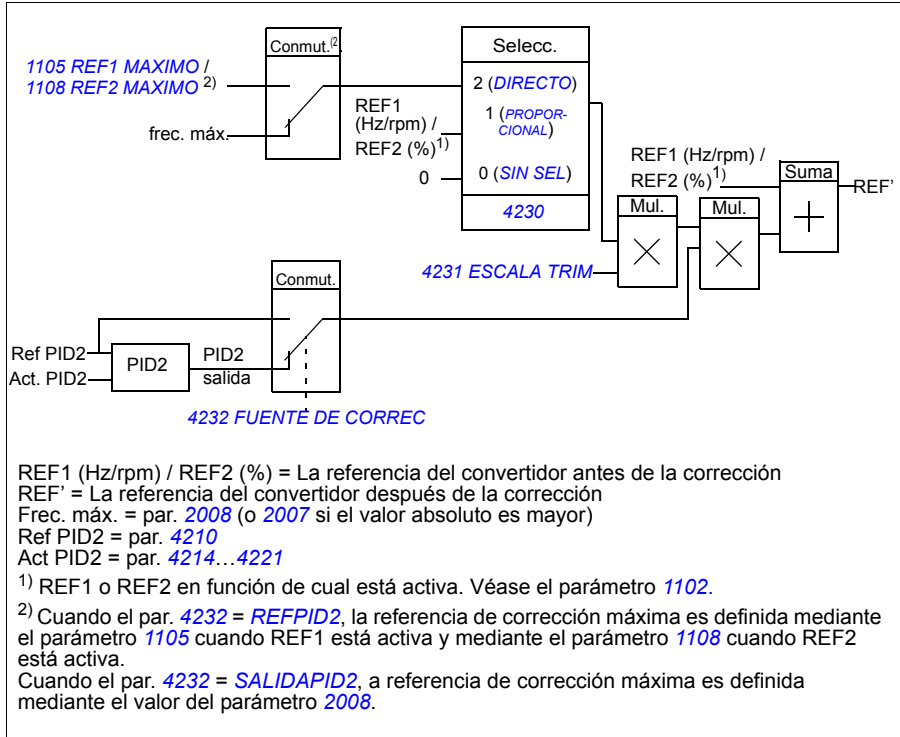 Conmut.(2
Selecc.
1105 REF1 MAXIMO /
1108 REF2 MAXIMO 2)
frec. máx.
REF1
(Hz/rpm) /
REF2 (%)1)
0
2 (DIRECTO)
1 (PROPOR-
CIONAL)
0 (SIN SEL)
4230
REF1 (Hz/rpm) /
REF2 (%)1)
Suma
REF’
Mul.
Mul.
4231 ESCALA TRIM
Conmut.
Ref PID2
Act. PID2
PID2
PID2
salida
4232 FUENTE DE CORREC
REF1 (Hz/rpm) / REF2 (%) = La referencia del convertidor antes de la corrección
REF’ = La referencia del convertidor después de la corrección
Frec. máx. = par. 2008 (o 2007 si el valor absoluto es mayor)
Ref PID2 = par. 4210
Act PID2 = par. 4214…4221
1) REF1 o REF2 en función de cual está activa. Véase el parámetro 1102.
2) Cuando el par. 4232 = REFPID2, la referencia de corrección máxima es definida mediante
el parámetro 1105 cuando REF1 está activa y mediante el parámetro 1108 cuando REF2
está activa.
Cuando el par. 4232 = SALIDAPID2, a referencia de corrección máxima es definida
mediante el valor del parámetro 2008.